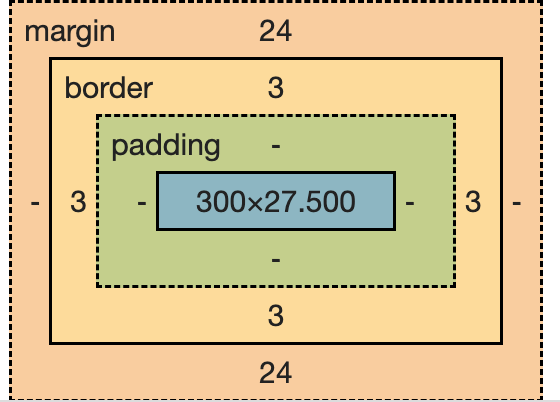 margin 24
border 3
padding -
- 3 - 300×27.500 - 3 -
-
3
24